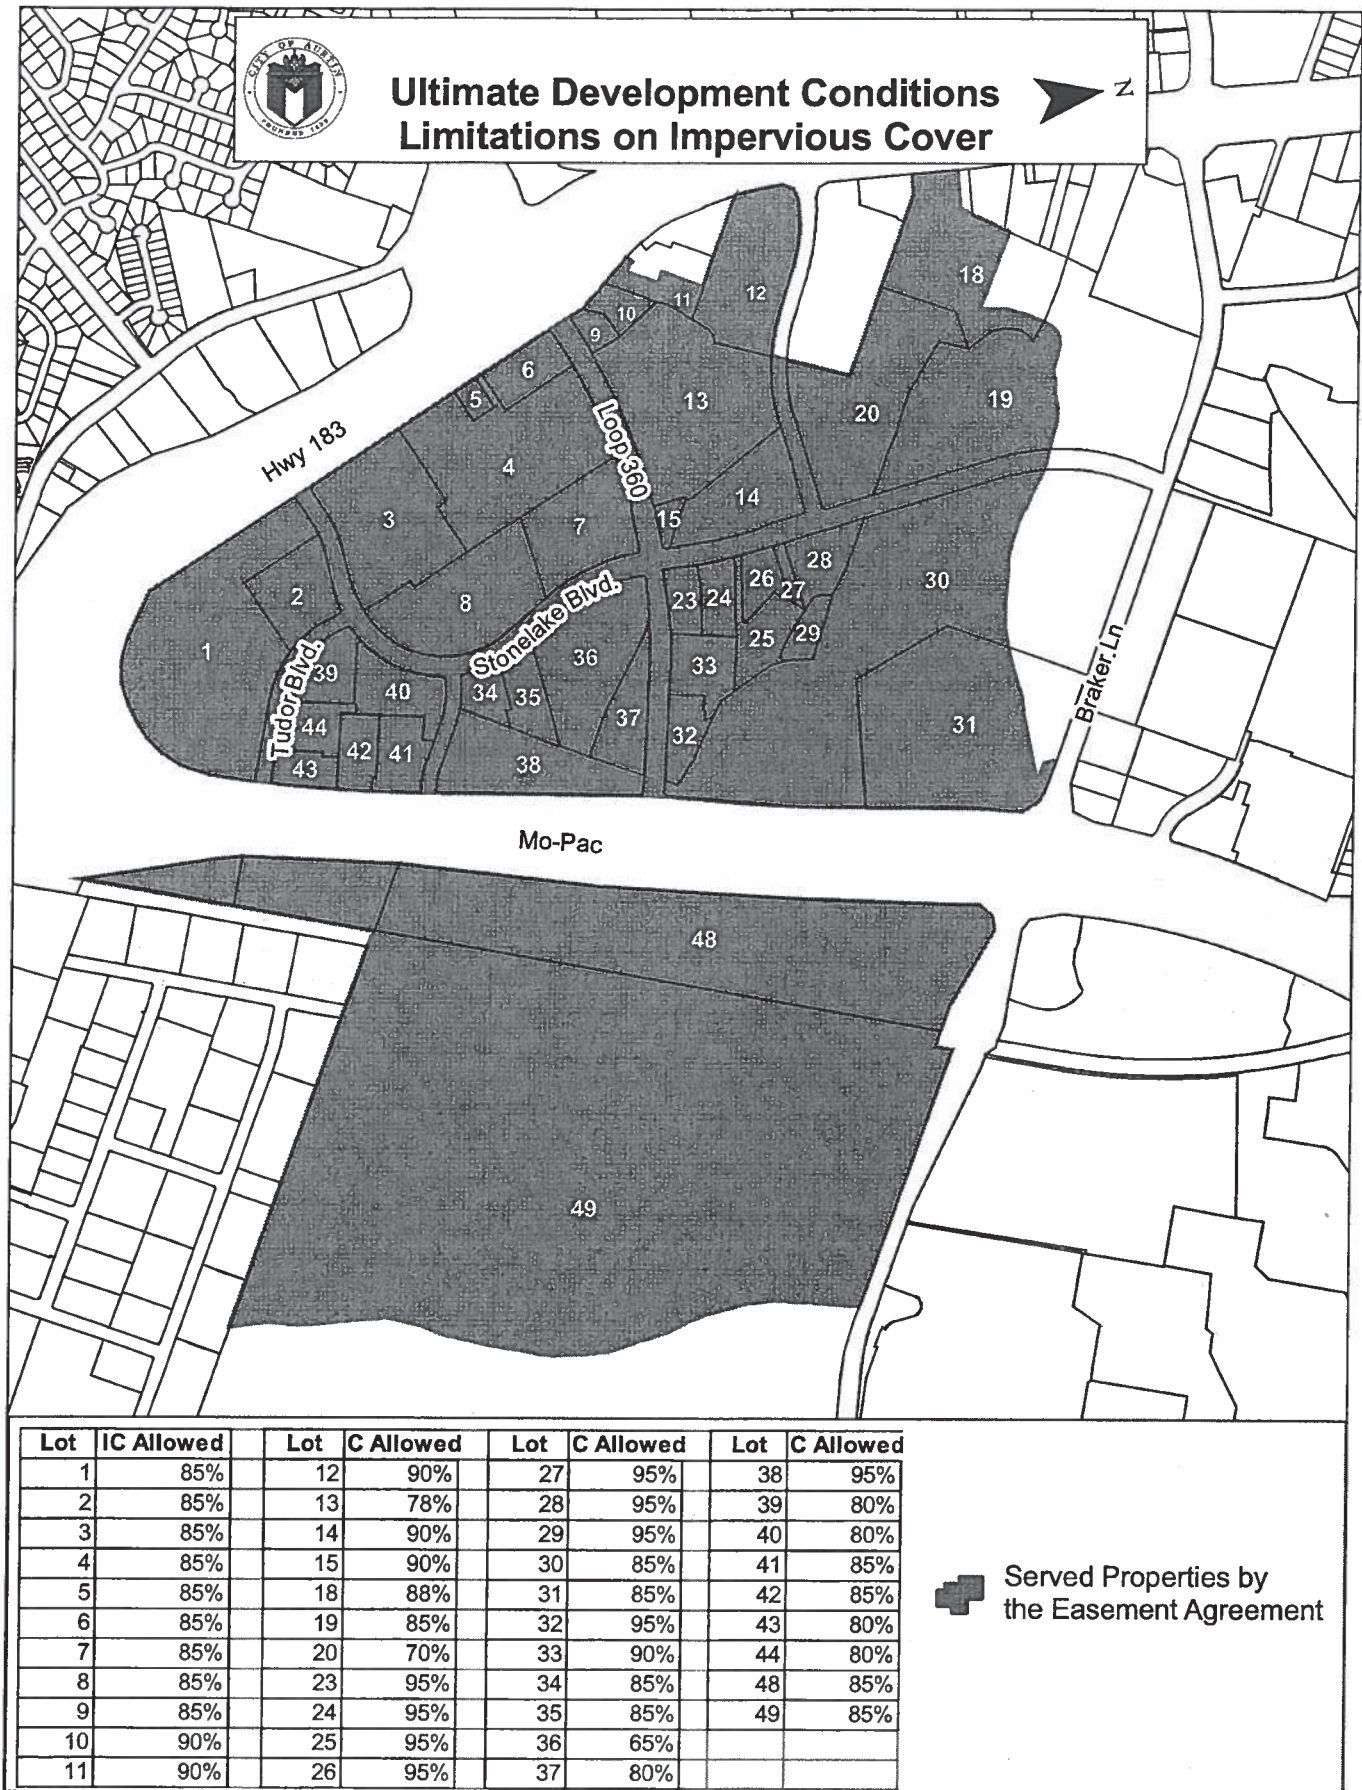 CITY OF AUSTIN
FOUNDED 1839
Ultimate Development Conditions
Limitations on Impervious Cover
N
18
12
11
10
9
6
5
13
20
19
Hwy 183
Loop 360
4
3
7
14
15
28
26
27
30
2
8
23
24
25
29
1
Stonelake Blvd.
Tudor Blvd.
39
40
34
35
36
33
37
32
31
Braker Ln
44
42
41
43
38
Mo-Pac
48
49
Lot IC Allowed Lot C Allowed Lot C Allowed Lot C Allowed
1 85% 12 90% 27 95% 38 95%
2 85% 13 78% 28 95% 39 80%
3 85% 14 90% 29 95% 40 80%
4 85% 15 90% 30 85% 41 85%
5 85% 18 88% 31 85% 42 85%
6 85% 19 85% 32 95% 43 80%
7 85% 20 70% 33 90% 44 80%
8 85% 23 95% 34 85% 48 85%
9 85% 24 95% 35 85% 49 85%
10 90% 25 95% 36 65%
11 90% 26 95% 37 80%
Served Properties by
the Easement Agreement